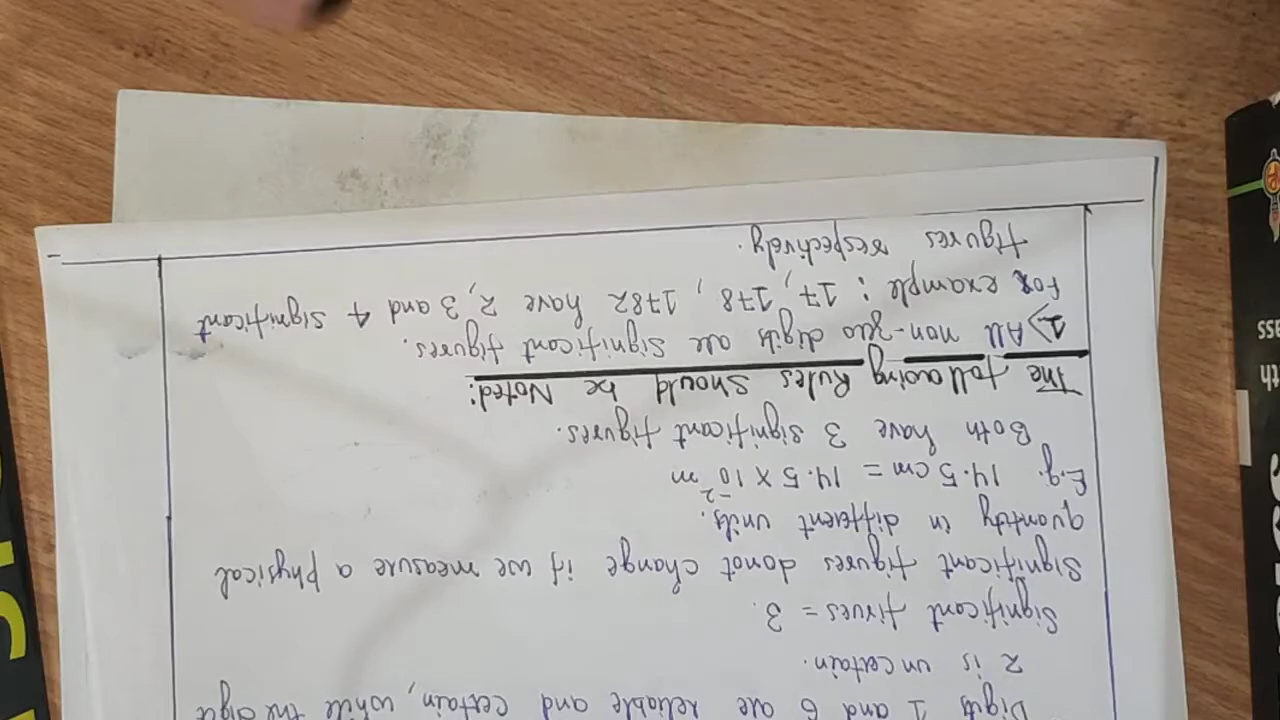 Digits 1 and 6 are reliable and certain, while the digit
2 is uncertain.
Significant fixues = 3.
Significant figures donot change if we measure a physical
quantity in different units.
E.g. 14.5 cm = 14.5 × 10⁻² m
Both have 3 significant figures.
The following Rules should be Noted:
1) All non-zeo digits are significant figures.
For example : 17, 178, 1782 have 2, 3 and 4 significant
figures respectively.